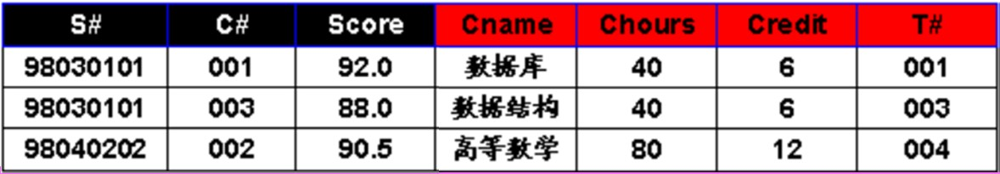 S# C# Score Cname Chours Credit T#
98030101 001 92.0 数据库 40 6 001
98030101 003 88.0 数据结构 40 6 003
98040202 002 90.5 高等数学 80 12 004